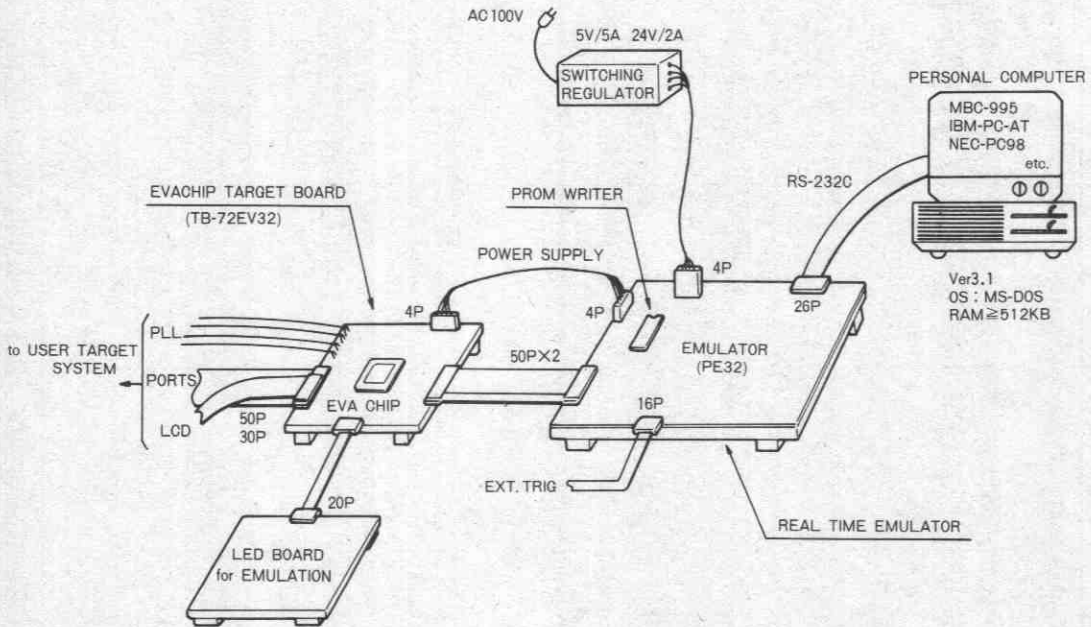 AC100V
5V/5A 24V/2A
SWITCHING
REGULATOR
PERSONAL COMPUTER
MBC-995
IBM-PC-AT
NEC-PC98
etc.
RS-232C
EVACHIP TARGET BOARD
(TB-72EV32)
PROM WRITER
POWER SUPPLY
4P
4P
4P
26P
Ver3.1
OS : MS-DOS
RAM≧512KB
to USER TARGET
SYSTEM
PLL
PORTS
LCD
50P
30P
EVA CHIP
50P×2
EMULATOR
(PE32)
16P
EXT. TRIG
20P
REAL TIME EMULATOR
LED BOARD
for EMULATION